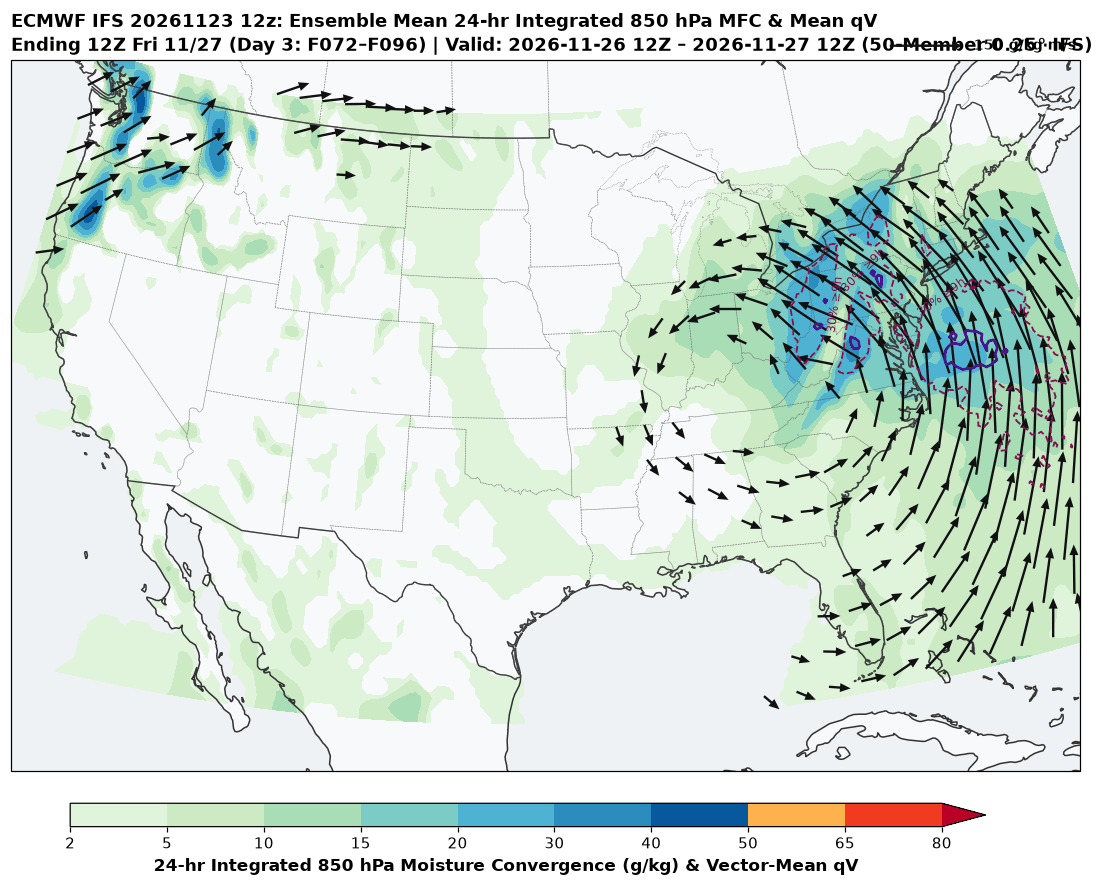 ECMWF IFS 20261123 12z: Ensemble Mean 24-hr Integrated 850 hPa MFC & Mean qV
Ending 12Z Fri 11/27 (Day 3: F072–F096) | Valid: 2026-11-26 12Z – 2026-11-27 12Z (50-Member 0.25° IFS)
2 5 10 15 20 30 40 50 65 80
24-hr Integrated 850 hPa Moisture Convergence (g/kg) & Vector-Mean qV